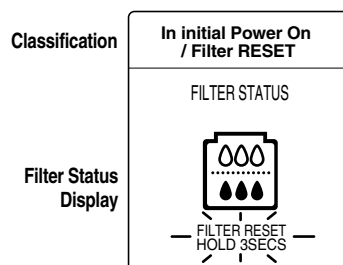 Classification
In initial Power On
/ Filter RESET
FILTER STATUS
Filter Status
Display
FILTER RESET
HOLD 3SECS